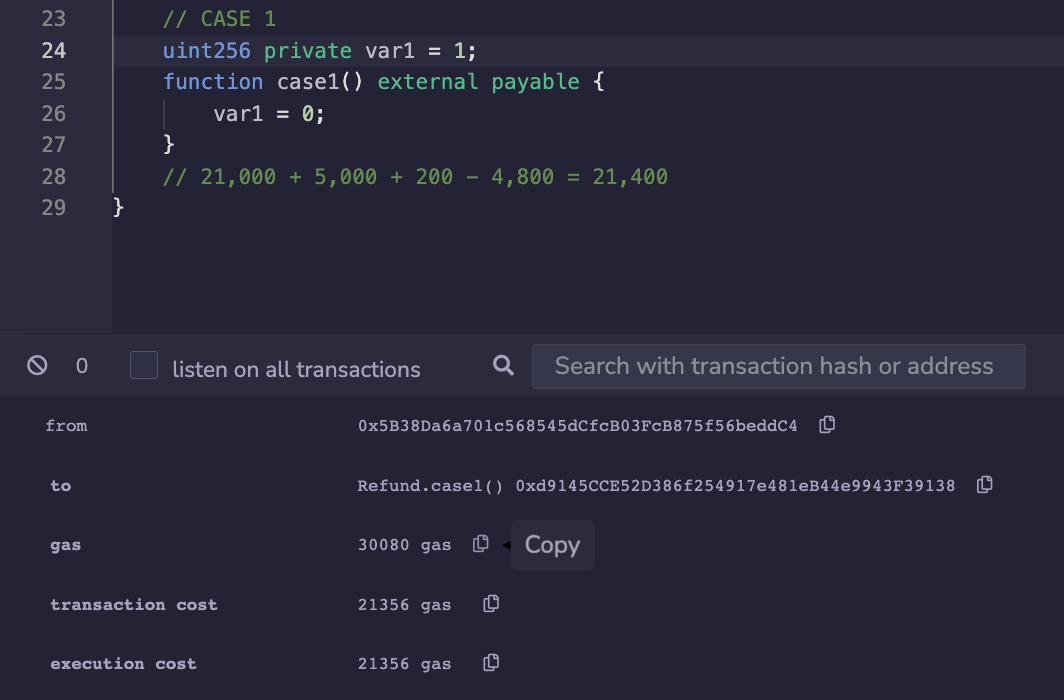 23 // CASE 1
24 uint256 private var1 = 1;
25 function case1() external payable {
26 var1 = 0;
27 }
28 // 21,000 + 5,000 + 200 - 4,800 = 21,400
29 }
0 listen on all transactions Search with transaction hash or address
from 0x5B38Da6a701c568545dCfcB03FcB875f56beddC4
to Refund.case1() 0xd9145CCE52D386f254917e481eB44e9943F39138
gas 30080 gas Copy
transaction cost 21356 gas
execution cost 21356 gas